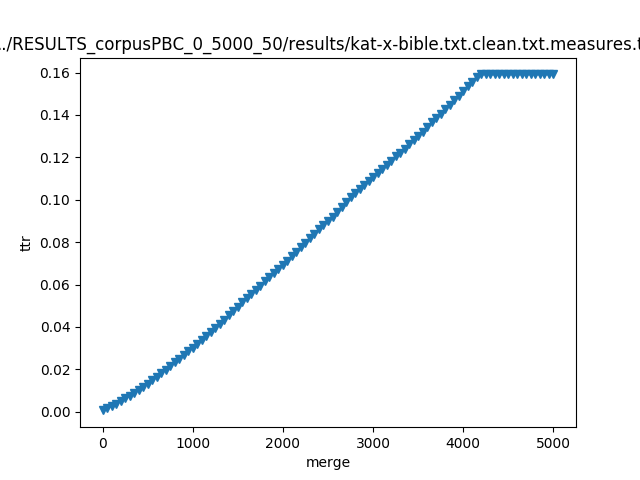 ./RESULTS_corpusPBC_0_5000_50/results/kat-x-bible.txt.clean.txt.measures.t
0.16
0.14
0.12
0.10
0.08
0.06
0.04
0.02
0.00
ttr
0 1000 2000 3000 4000 5000
merge